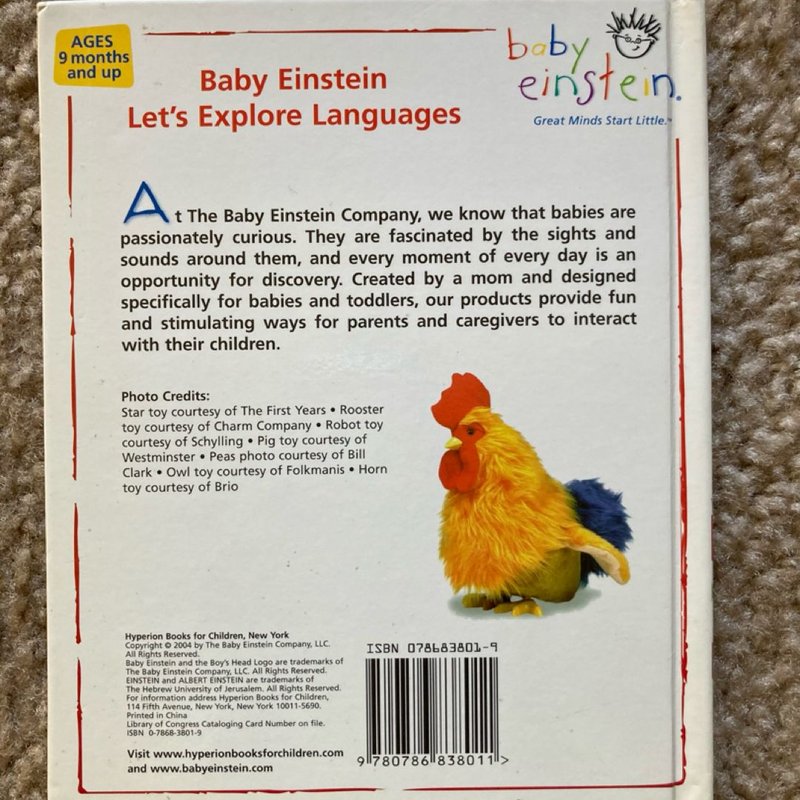 AGES
9 months
and up
baby
einstein.
Great Minds Start Little.™
Baby Einstein
Let's Explore Languages
At The Baby Einstein Company, we know that babies are
passionately curious. They are fascinated by the sights and
sounds around them, and every moment of every day is an
opportunity for discovery. Created by a mom and designed
specifically for babies and toddlers, our products provide fun
and stimulating ways for parents and caregivers to interact
with their children.
Photo Credits:
Star toy courtesy of The First Years • Rooster
toy courtesy of Charm Company • Robot toy
courtesy of Schylling • Pig toy courtesy of
Westminster • Peas photo courtesy of Bill
Clark • Owl toy courtesy of Folkmanis • Horn
toy courtesy of Brio
Hyperion Books for Children, New York
Copyright © 2004 by The Baby Einstein Company, LLC.
All Rights Reserved.
Baby Einstein and the Boy's Head Logo are trademarks of
The Baby Einstein Company, LLC. All Rights Reserved.
EINSTEIN and ALBERT EINSTEIN are trademarks of
The Hebrew University of Jerusalem. All Rights Reserved.
For information address Hyperion Books for Children,
114 Fifth Avenue, New York, New York 10011-5690.
Printed in China
Library of Congress Cataloging Card Number on file.
ISBN 0-7868-3801-9
Visit www.hyperionbooksforchildren.com
and www.babyeinstein.com
ISBN 078683801-9
9 780786 838011 >